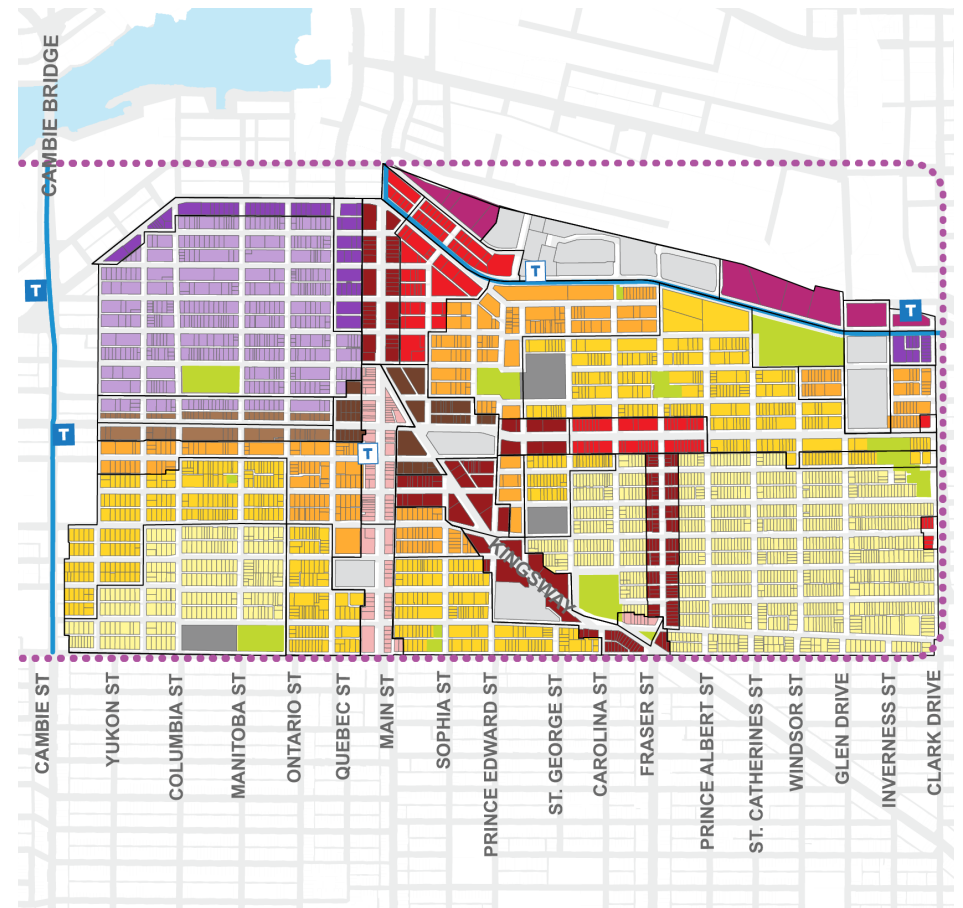 CAMBIE BRIDGE
T
T
T
T
T
KINGSWAY
CAMBIE ST
YUKON ST
COLUMBIA ST
MANITOBA ST
ONTARIO ST
QUEBEC ST
MAIN ST
SOPHIA ST
PRINCE EDWARD ST
ST. GEORGE ST
CAROLINA ST
FRASER ST
PRINCE ALBERT ST
ST. CATHERINES ST
WINDSOR ST
GLEN DRIVE
INVERNESS ST
CLARK DRIVE